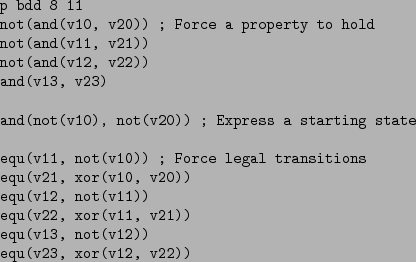 p bdd 8 11
not(and(v10, v20)) ; Force a property to hold
not(and(v11, v21))
not(and(v12, v22))
and(v13, v23)
and(not(v10), not(v20)) ; Express a starting state
equ(v11, not(v10)) ; Force legal transitions
equ(v21, xor(v10, v20))
equ(v12, not(v11))
equ(v22, xor(v11, v21))
equ(v13, not(v12))
equ(v23, xor(v12, v22))